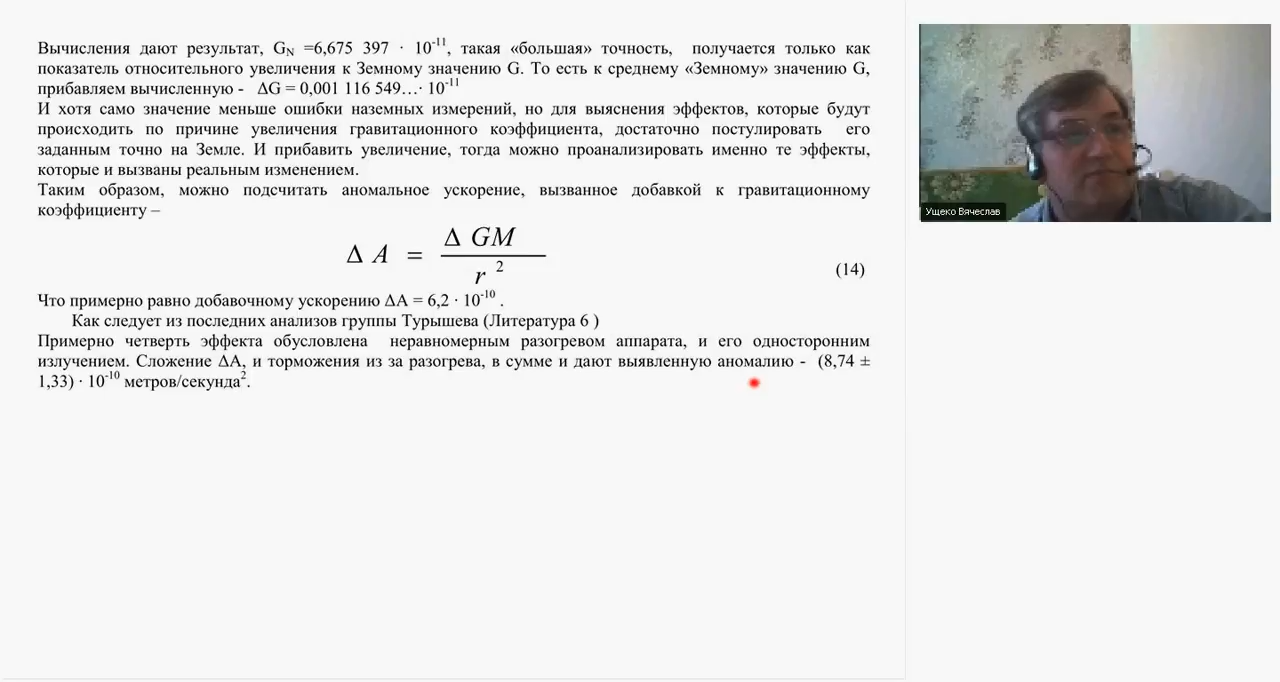 Вычисления дают результат, G_N =6,675 397 · 10^-11, такая «большая» точность, получается только как
показатель относительного увеличения к Земному значению G. То есть к среднему «Земному» значению G,
прибавляем вычисленную - ΔG = 0,001 116 549…· 10^-11
И хотя само значение меньше ошибки наземных измерений, но для выяснения эффектов, которые будут
происходить по причине увеличения гравитационного коэффициента, достаточно постулировать его
заданным точно на Земле. И прибавить увеличение, тогда можно проанализировать именно те эффекты,
которые и вызваны реальным изменением.
Таким образом, можно подсчитать аномальное ускорение, вызванное добавкой к гравитационному
коэффициенту –
Δ A = Δ GM / r^2
(14)
Что примерно равно добавочному ускорению ΔA = 6,2 · 10^-10 .
Как следует из последних анализов группы Турышева (Литература 6 )
Примерно четверть эффекта обусловлена неравномерным разогревом аппарата, и его односторонним
излучением. Сложение ΔA, и торможения из за разогрева, в сумме и дают выявленную аномалию - (8,74 ±
1,33) · 10^-10 метров/секунда^2.
Ущеко Вячеслав